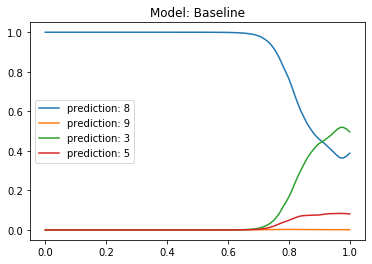 Model: Baseline
1.0
0.8
0.6
0.4
0.2
0.0
prediction: 8
prediction: 9
prediction: 3
prediction: 5
0.0 0.2 0.4 0.6 0.8 1.0